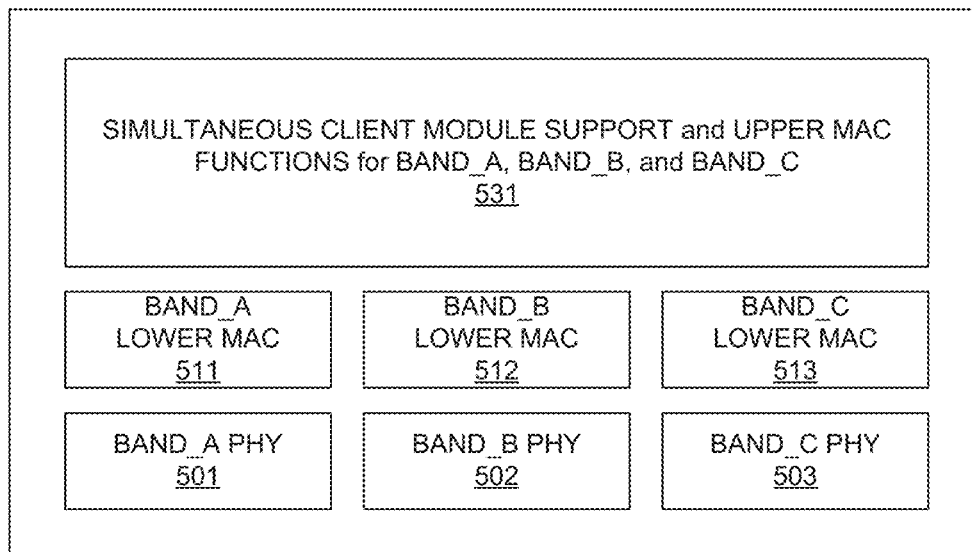 SIMULTANEOUS CLIENT MODULE SUPPORT and UPPER MAC
FUNCTIONS for BAND_A, BAND_B, and BAND_C
531
BAND_A
LOWER MAC
511
BAND_B
LOWER MAC
512
BAND_C
LOWER MAC
513
BAND_A PHY
501
BAND_B PHY
502
BAND_C PHY
503